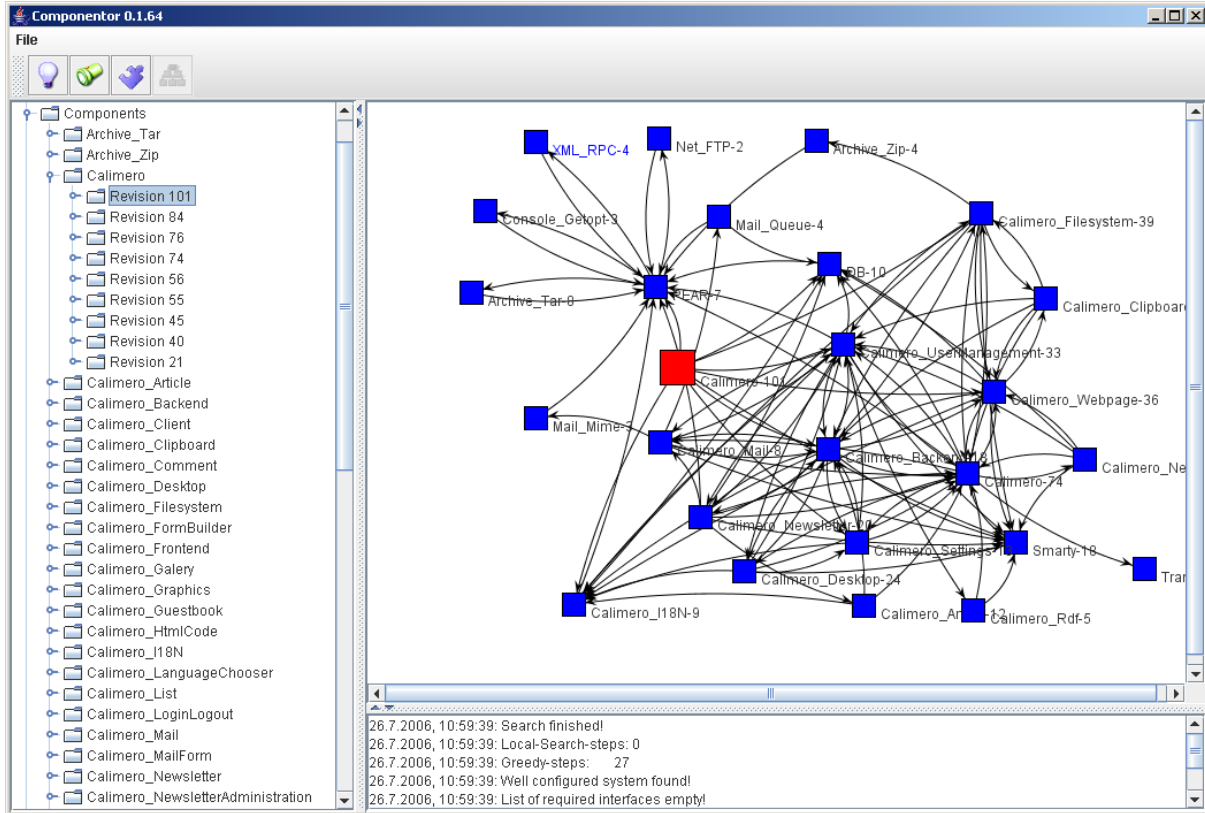 Componentor 0.1.64
File
Components
Archive_Tar
Archive_Zip
Calimero
Revision 101
Revision 84
Revision 76
Revision 74
Revision 56
Revision 55
Revision 45
Revision 40
Revision 21
Calimero_Article
Calimero_Backend
Calimero_Client
Calimero_Clipboard
Calimero_Comment
Calimero_Desktop
Calimero_Filesystem
Calimero_FormBuilder
Calimero_Frontend
Calimero_Galery
Calimero_Graphics
Calimero_Guestbook
Calimero_HtmlCode
Calimero_I18N
Calimero_LanguageChooser
Calimero_List
Calimero_LoginLogout
Calimero_Mail
Calimero_MailForm
Calimero_Newsletter
Calimero_NewsletterAdministration
XML_RPC-4
Net_FTP-2
Archive_Zip-4
Console_Getopt-3
Mail_Queue-4
Calimero_Filesystem-39
DB-10
Archive_Tar-8
PEAR-7
Calimero_Clipboard
Calimero_UserManagement-33
Calimero-101
Calimero_Webpage-36
Mail_Mime-3
Calimero_Mail-8
Calimero_Ne
Calimero-74
Smarty-18
Calimero_Desktop-24
Tran
Calimero_I18N-9
Calimero_Rdf-5
26.7.2006, 10:59:39: Search finished!
26.7.2006, 10:59:39: Local-Search-steps: 0
26.7.2006, 10:59:39: Greedy-steps: 27
26.7.2006, 10:59:39: Well configured system found!
26.7.2006, 10:59:39: List of required interfaces empty!